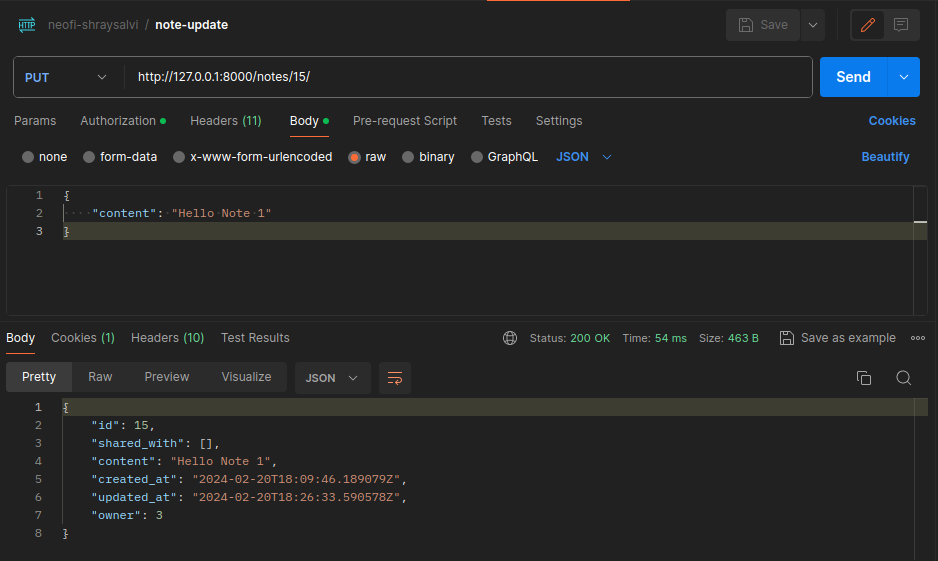 HTTP neofi-shraysalvi / note-update Save
PUT http://127.0.0.1:8000/notes/15/ Send
Params Authorization Headers (11) Body Pre-request Script Tests Settings Cookies
none form-data x-www-form-urlencoded raw binary GraphQL JSON Beautify
1 {
2 ····"content":·"Hello·Note·1"
3 }
Body Cookies (1) Headers (10) Test Results Status: 200 OK Time: 54 ms Size: 463 B Save as example
Pretty Raw Preview Visualize JSON
1 {
2 "id": 15,
3 "shared_with": [],
4 "content": "Hello Note 1",
5 "created_at": "2024-02-20T18:09:46.189079Z",
6 "updated_at": "2024-02-20T18:26:33.590578Z",
7 "owner": 3
8 }